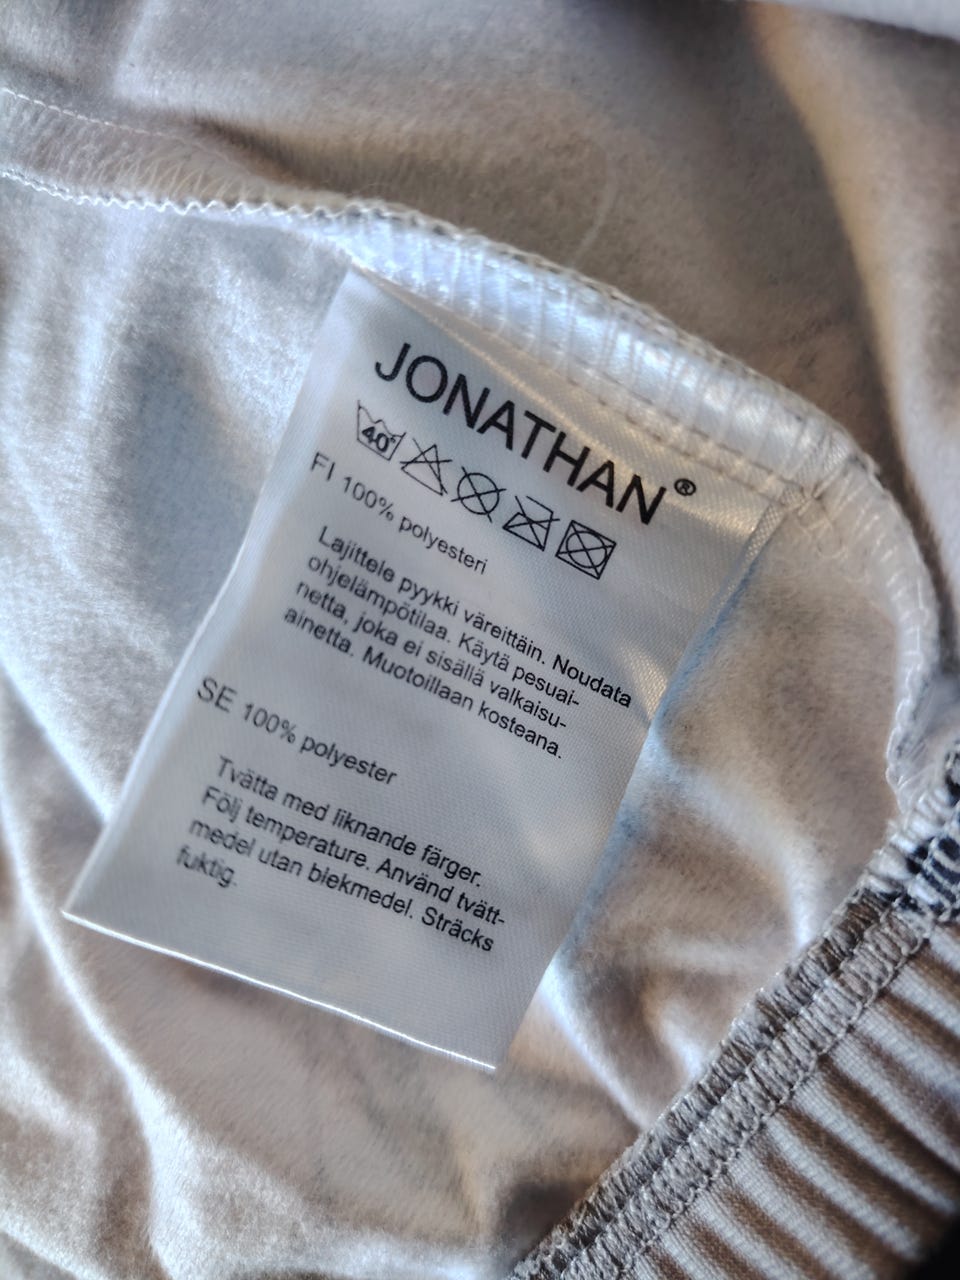 JONATHAN®
40°
FI 100% polyesteri
Lajittele pyykki väreittäin. Noudata
ohjelämpötilaa. Käytä pesuai-
netta, joka ei sisällä valkaisu-
ainetta. Muotoillaan kosteana.
SE 100% polyester
Tvätta med liknande färger.
Följ temperature. Använd tvätt-
medel utan blekmedel. Sträcks
fuktig.